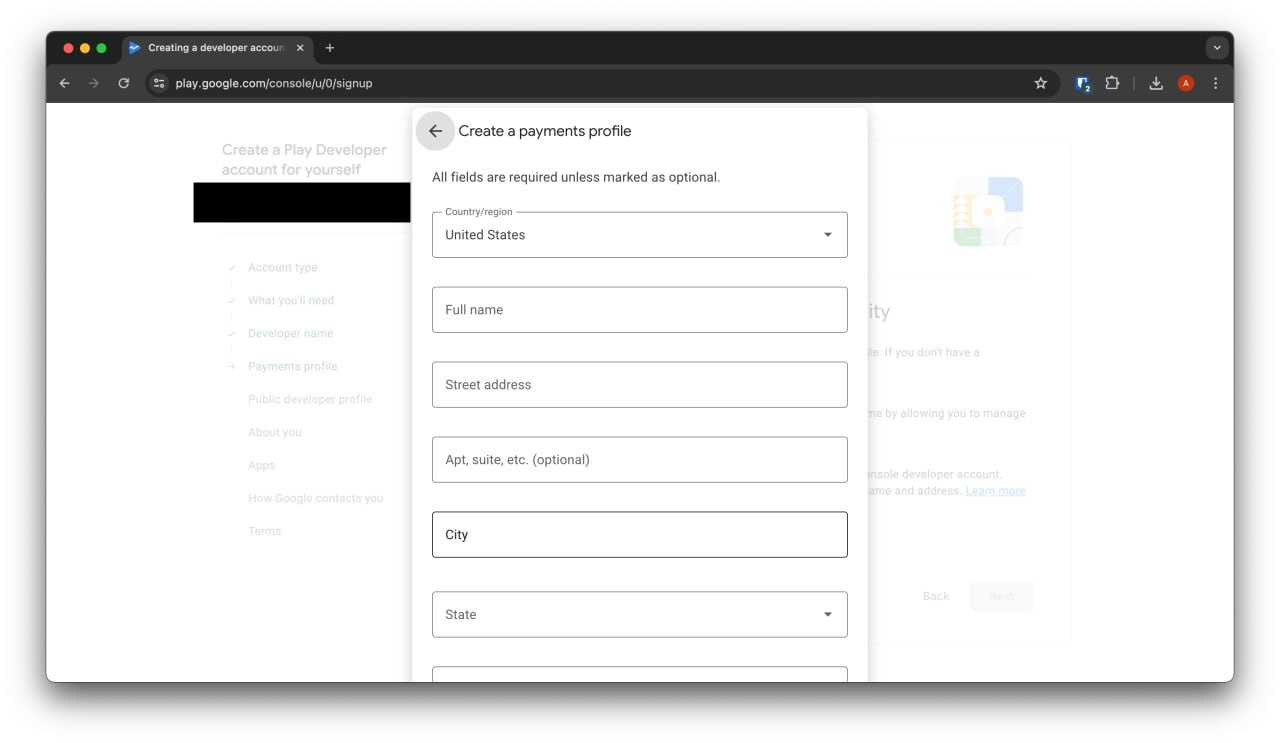 Creating a developer accoun
play.google.com/console/u/0/signup
2
A
Create a Play Developer
account for yourself
Account type
What you'll need
Developer name
Payments profile
Public developer profile
About you
Apps
How Google contacts you
Terms
Create a payments profile
All fields are required unless marked as optional.
Country/region
United States
Full name
Street address
Apt, suite, etc. (optional)
City
State
ity
ile. If you don't have a
me by allowing you to manage
onsole developer account.
ame and address. Learn more
Back
Next